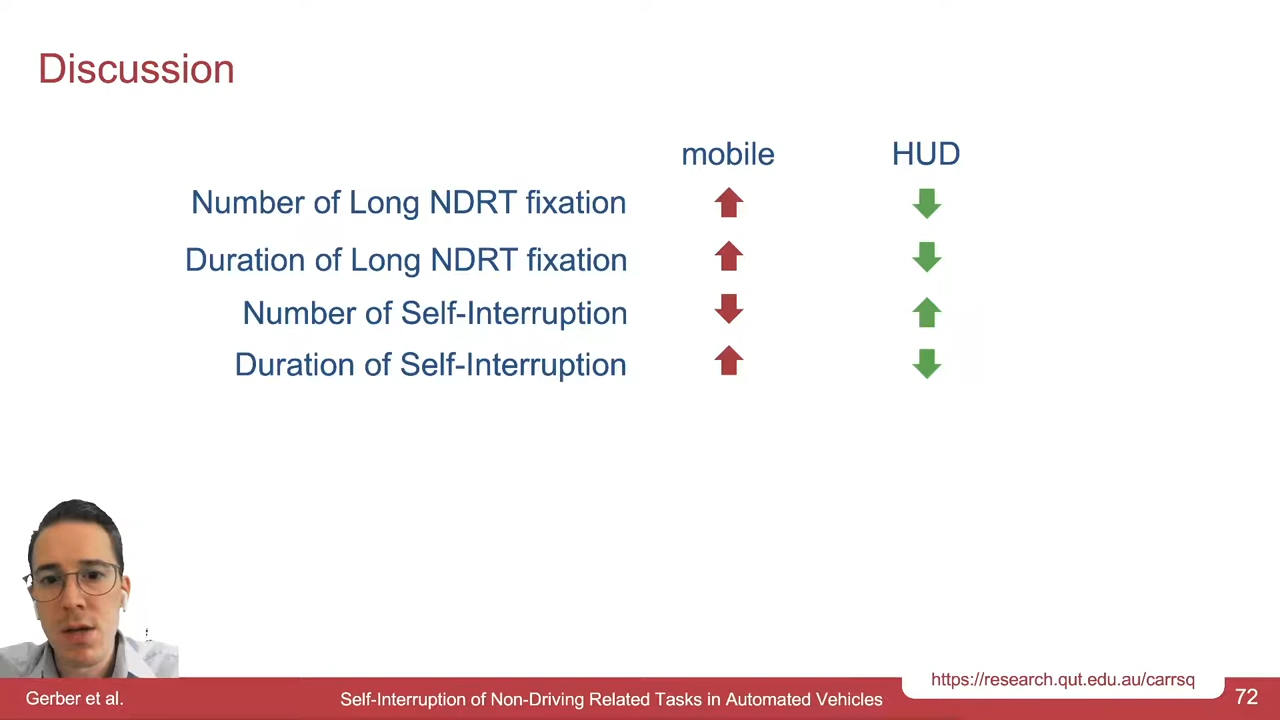 Discussion
mobile HUD
Number of Long NDRT fixation
Duration of Long NDRT fixation
Number of Self-Interruption
Duration of Self-Interruption
https://research.qut.edu.au/carrsq
Gerber et al. Self-Interruption of Non-Driving Related Tasks in Automated Vehicles 72